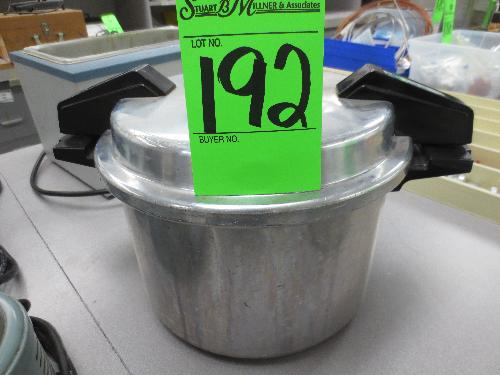 STUART B MILLNER & Associates
LOT NO.
192
BUYER NO.